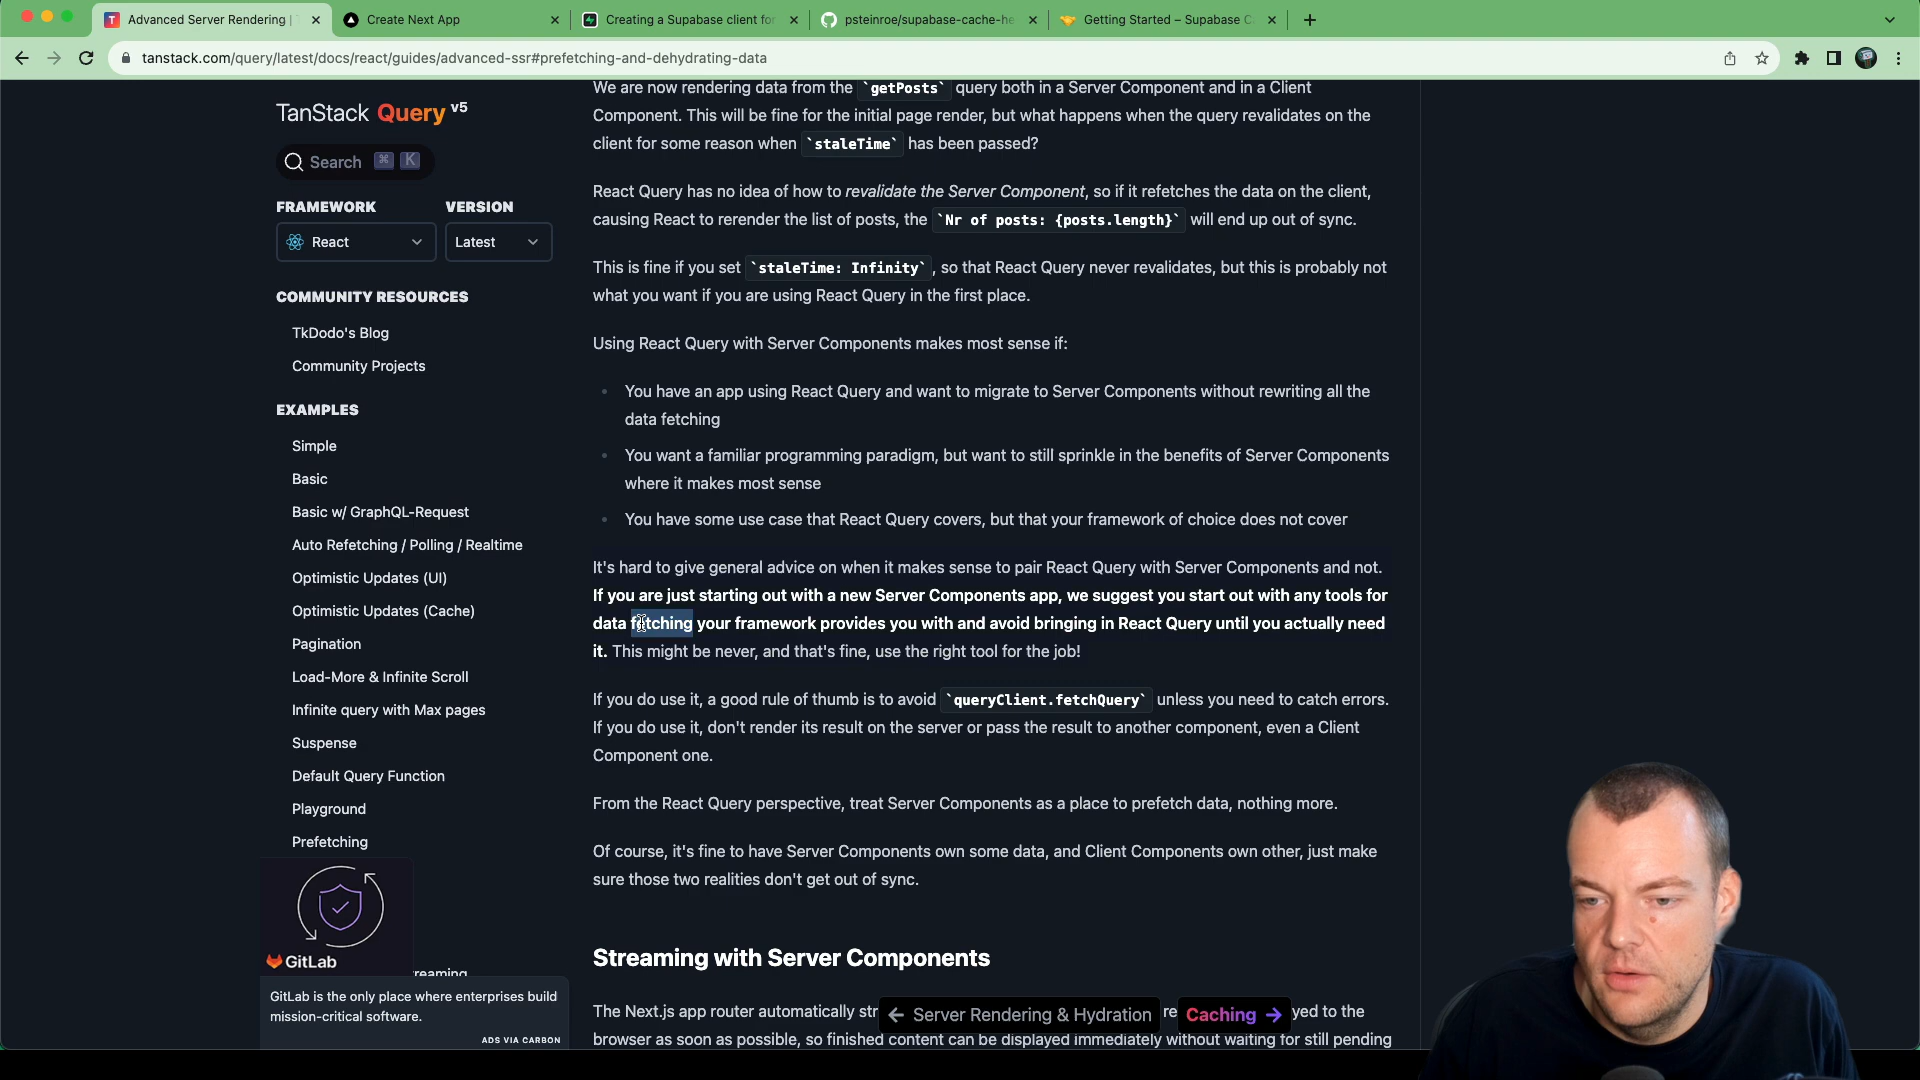 Advanced Server Rendering | T
Create Next App
Creating a Supabase client for
psteinroe/supabase-cache-he
Getting Started – Supabase C
tanstack.com/query/latest/docs/react/guides/advanced-ssr#prefetching-and-dehydrating-data
TanStack Query v5
Search ⌘ K
FRAMEWORK
VERSION
React
Latest
COMMUNITY RESOURCES
TkDodo's Blog
Community Projects
EXAMPLES
Simple
Basic
Basic w/ GraphQL-Request
Auto Refetching / Polling / Realtime
Optimistic Updates (UI)
Optimistic Updates (Cache)
Pagination
Load-More & Infinite Scroll
Infinite query with Max pages
Suspense
Default Query Function
Playground
Prefetching
reaming
GitLab
GitLab is the only place where enterprises build
mission-critical software.
ADS VIA CARBON
We are now rendering data from the `getPosts` query both in a Server Component and in a Client
Component. This will be fine for the initial page render, but what happens when the query revalidates on the
client for some reason when `staleTime` has been passed?
React Query has no idea of how to revalidate the Server Component, so if it refetches the data on the client,
causing React to rerender the list of posts, the `Nr of posts: {posts.length}` will end up out of sync.
This is fine if you set `staleTime: Infinity`, so that React Query never revalidates, but this is probably not
what you want if you are using React Query in the first place.
Using React Query with Server Components makes most sense if:
• You have an app using React Query and want to migrate to Server Components without rewriting all the
data fetching
• You want a familiar programming paradigm, but want to still sprinkle in the benefits of Server Components
where it makes most sense
• You have some use case that React Query covers, but that your framework of choice does not cover
It's hard to give general advice on when it makes sense to pair React Query with Server Components and not.
If you are just starting out with a new Server Components app, we suggest you start out with any tools for
data fetching your framework provides you with and avoid bringing in React Query until you actually need
it. This might be never, and that's fine, use the right tool for the job!
If you do use it, a good rule of thumb is to avoid `queryClient.fetchQuery` unless you need to catch errors.
If you do use it, don't render its result on the server or pass the result to another component, even a Client
Component one.
From the React Query perspective, treat Server Components as a place to prefetch data, nothing more.
Of course, it's fine to have Server Components own some data, and Client Components own other, just make
sure those two realities don't get out of sync.
Streaming with Server Components
The Next.js app router automatically str
re
yed to the
← Server Rendering & Hydration
Caching →
browser as soon as possible, so finished content can be displayed immediately without waiting for still pending